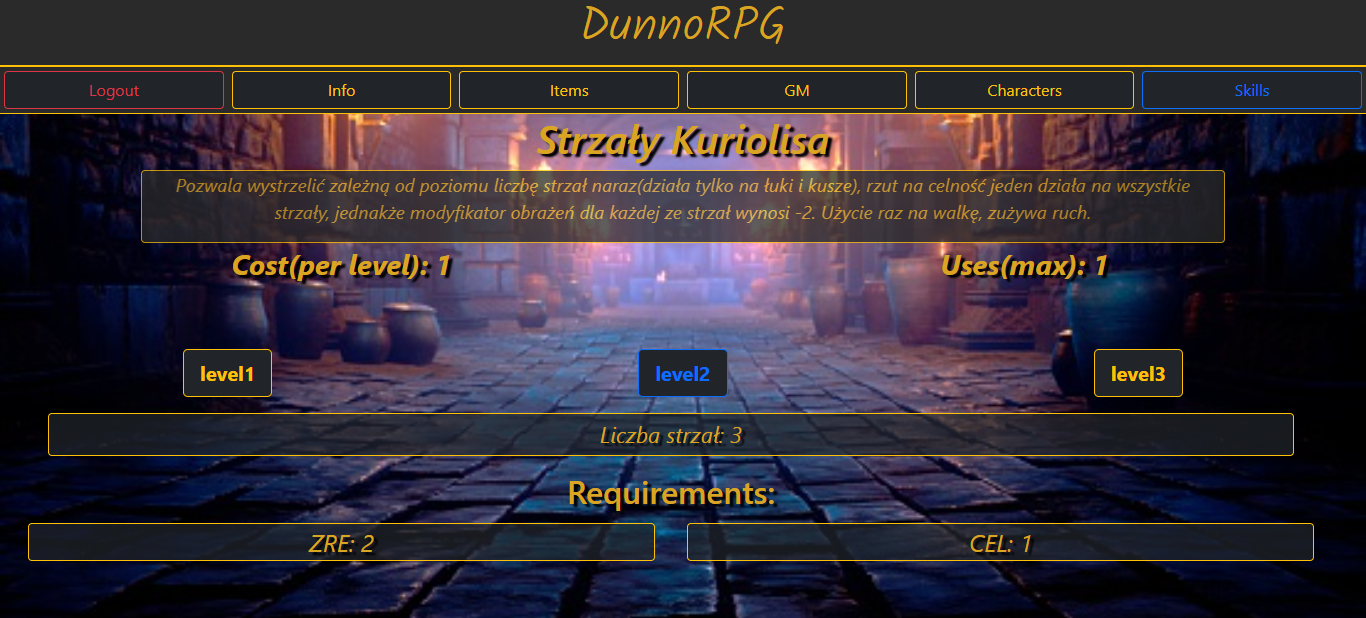 DunnoRPG
Logout Info Items GM Characters Skills
Strzały Kuriolisa
Pozwala wystrzelić zależną od poziomu liczbę strzał naraz(działa tylko na łuki i kusze), rzut na celność jeden działa na wszystkie
strzały, jednakże modyfikator obrażeń dla każdej ze strzał wynosi -2. Użycie raz na walkę, zużywa ruch.
Cost(per level): 1 Uses(max): 1
level1 level2 level3
Liczba strzał: 3
Requirements:
ZRE: 2 CEL: 1